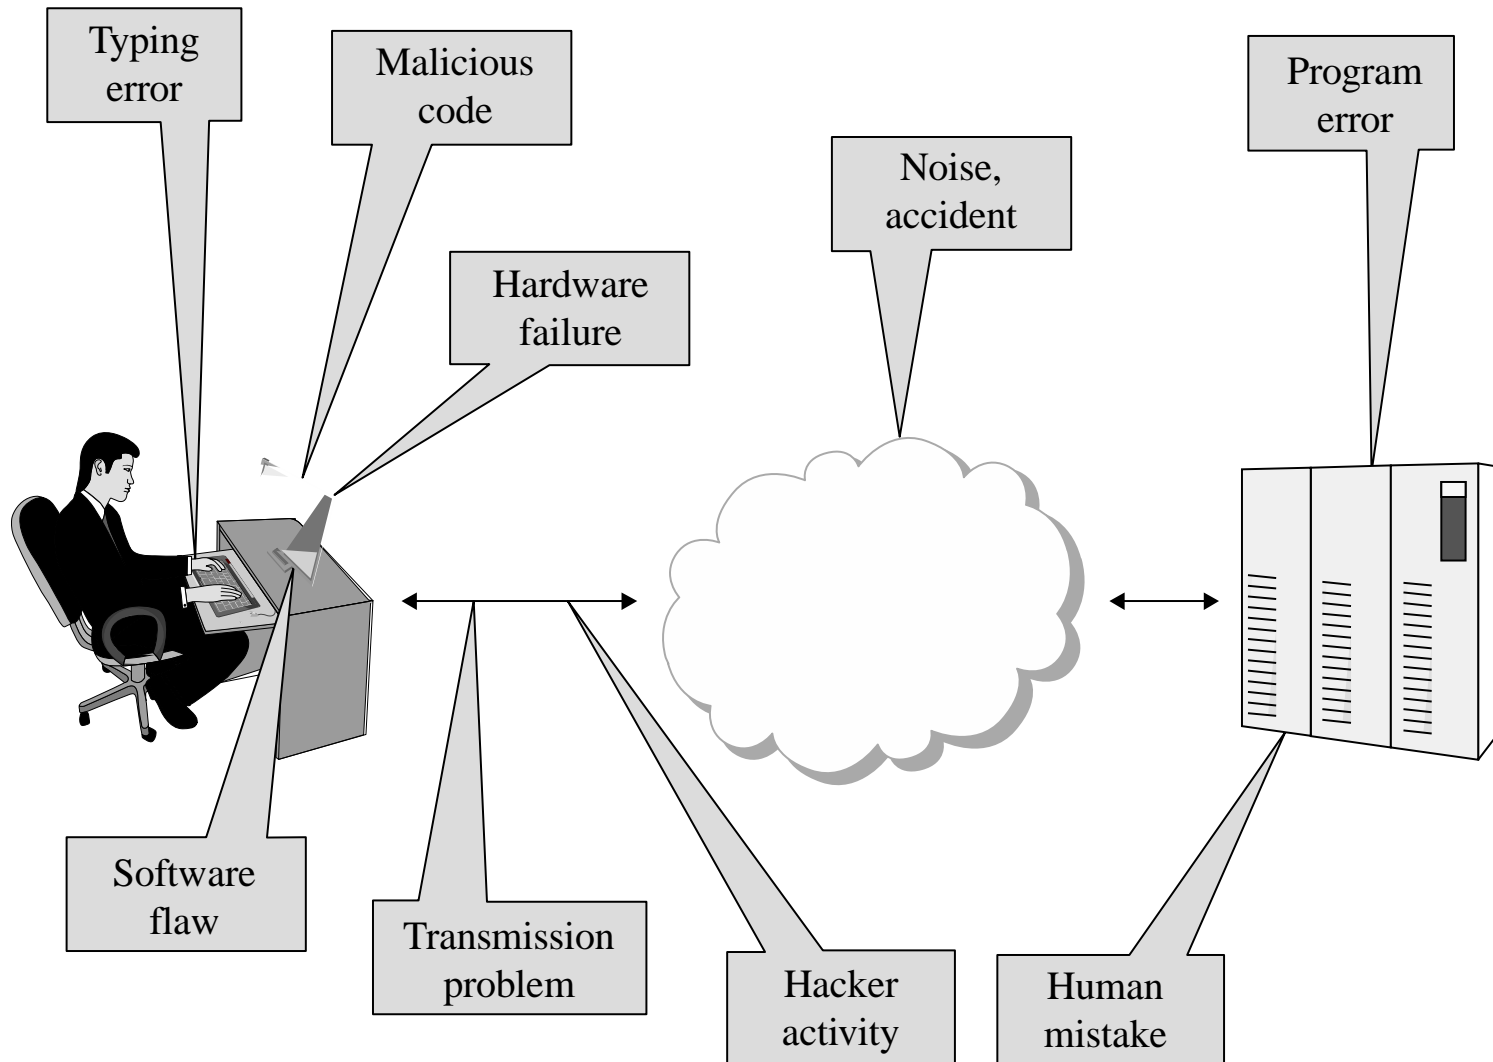 Typing
error
Malicious
code
Program
error
Noise,
accident
Hardware
failure
Software
flaw
Transmission
problem
Hacker
activity
Human
mistake